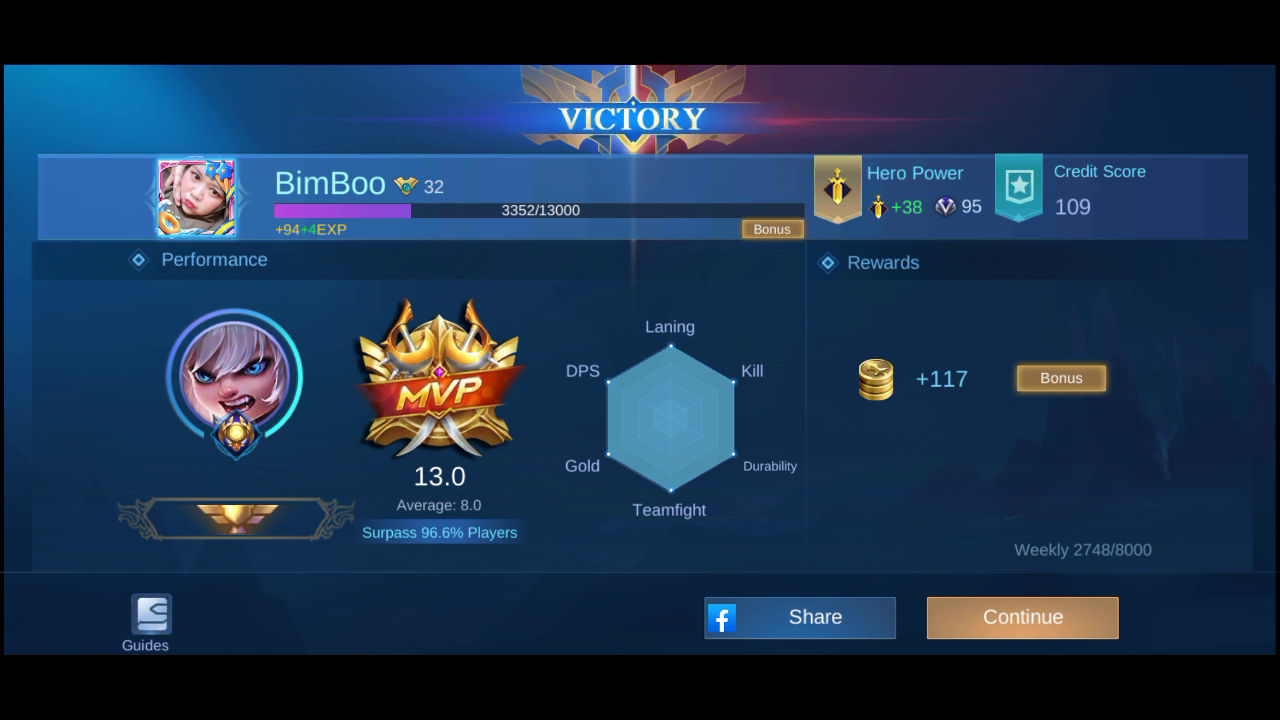 VICTORY
BimBoo 32
3352/13000
+94+4EXP
Bonus
Hero Power
+38 95
Credit Score
109
Performance
MVP
13.0
Average: 8.0
Surpass 96.6% Players
Laning
Kill
Durability
Teamfight
Gold
DPS
Rewards
+117
Bonus
Weekly 2748/8000
Guides
Share
Continue